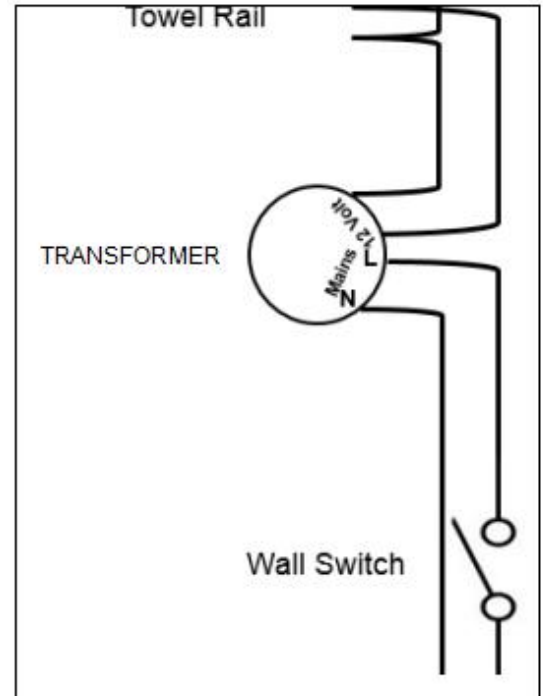 Towel Rail
12 Volt
TRANSFORMER
Mains
L
N
Wall Switch